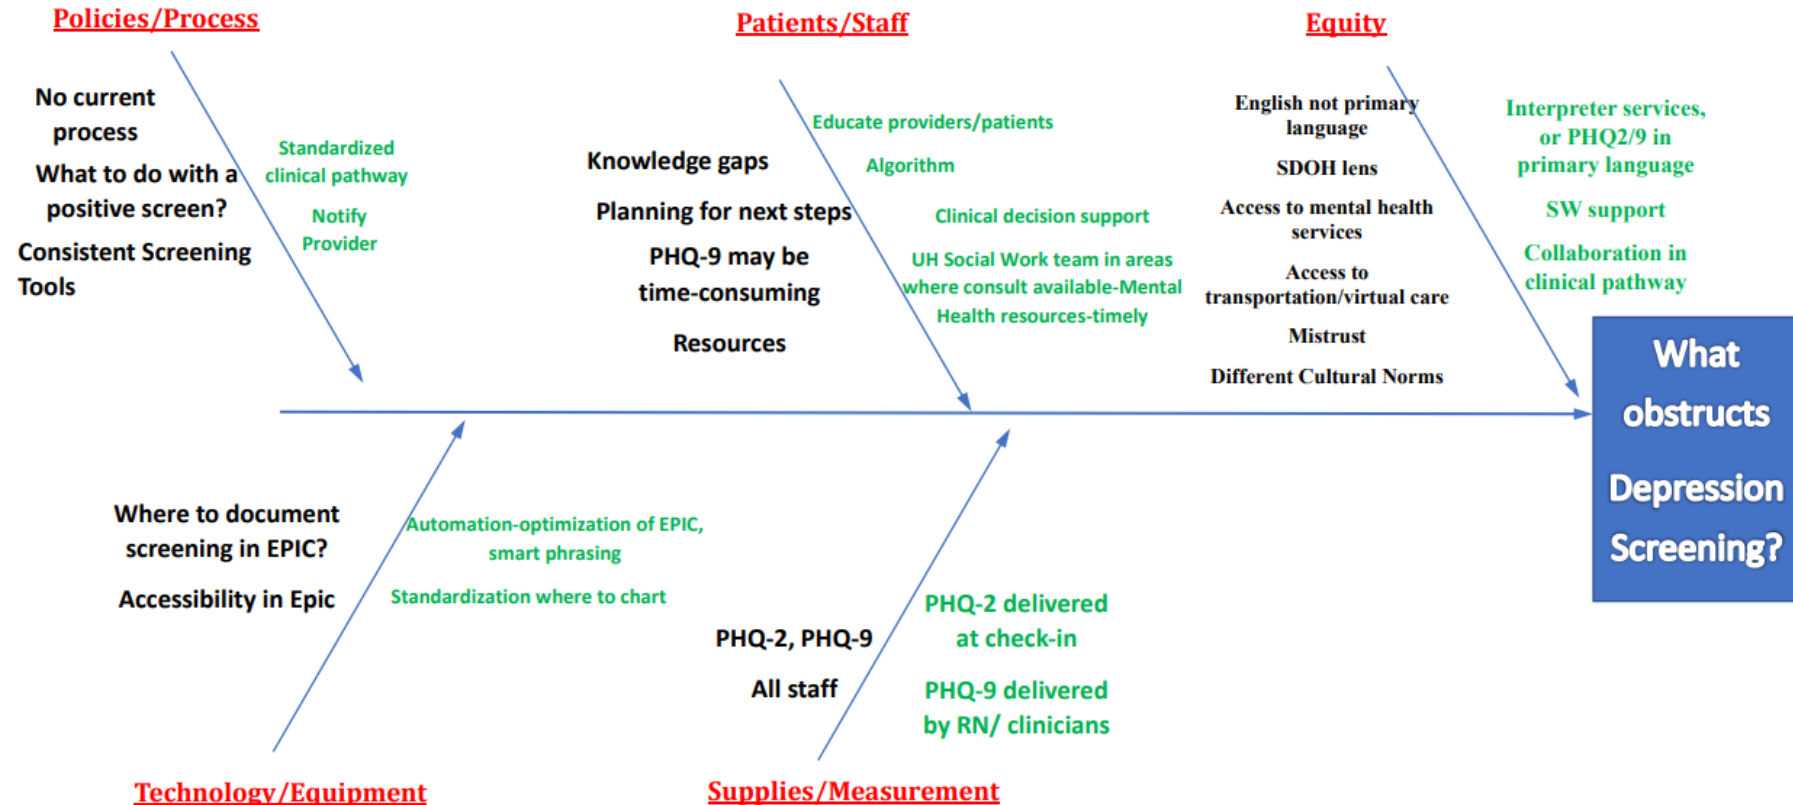 Policies/Process
No current
process
What to do with a
positive screen?
Consistent Screening
Tools
Standardized
clinical pathway
Notify
Provider
Patients/Staff
Knowledge gaps
Planning for next steps
PHQ-9 may be
time-consuming
Resources
Educate providers/patients
Algorithm
Clinical decision support
UH Social Work team in areas
where consult available-Mental
Health resources-timely
Equity
English not primary
language
SDOH lens
Access to mental health
services
Access to
transportation/virtual care
Mistrust
Different Cultural Norms
Interpreter services,
or PHQ2/9 in
primary language
SW support
Collaboration in
clinical pathway
What
obstructs
Depression
Screening?
Where to document
screening in EPIC?
Accessibility in Epic
Automation-optimization of EPIC,
smart phrasing
Standardization where to chart
Technology/Equipment
PHQ-2, PHQ-9
All staff
PHQ-2 delivered
at check-in
PHQ-9 delivered
by RN/ clinicians
Supplies/Measurement